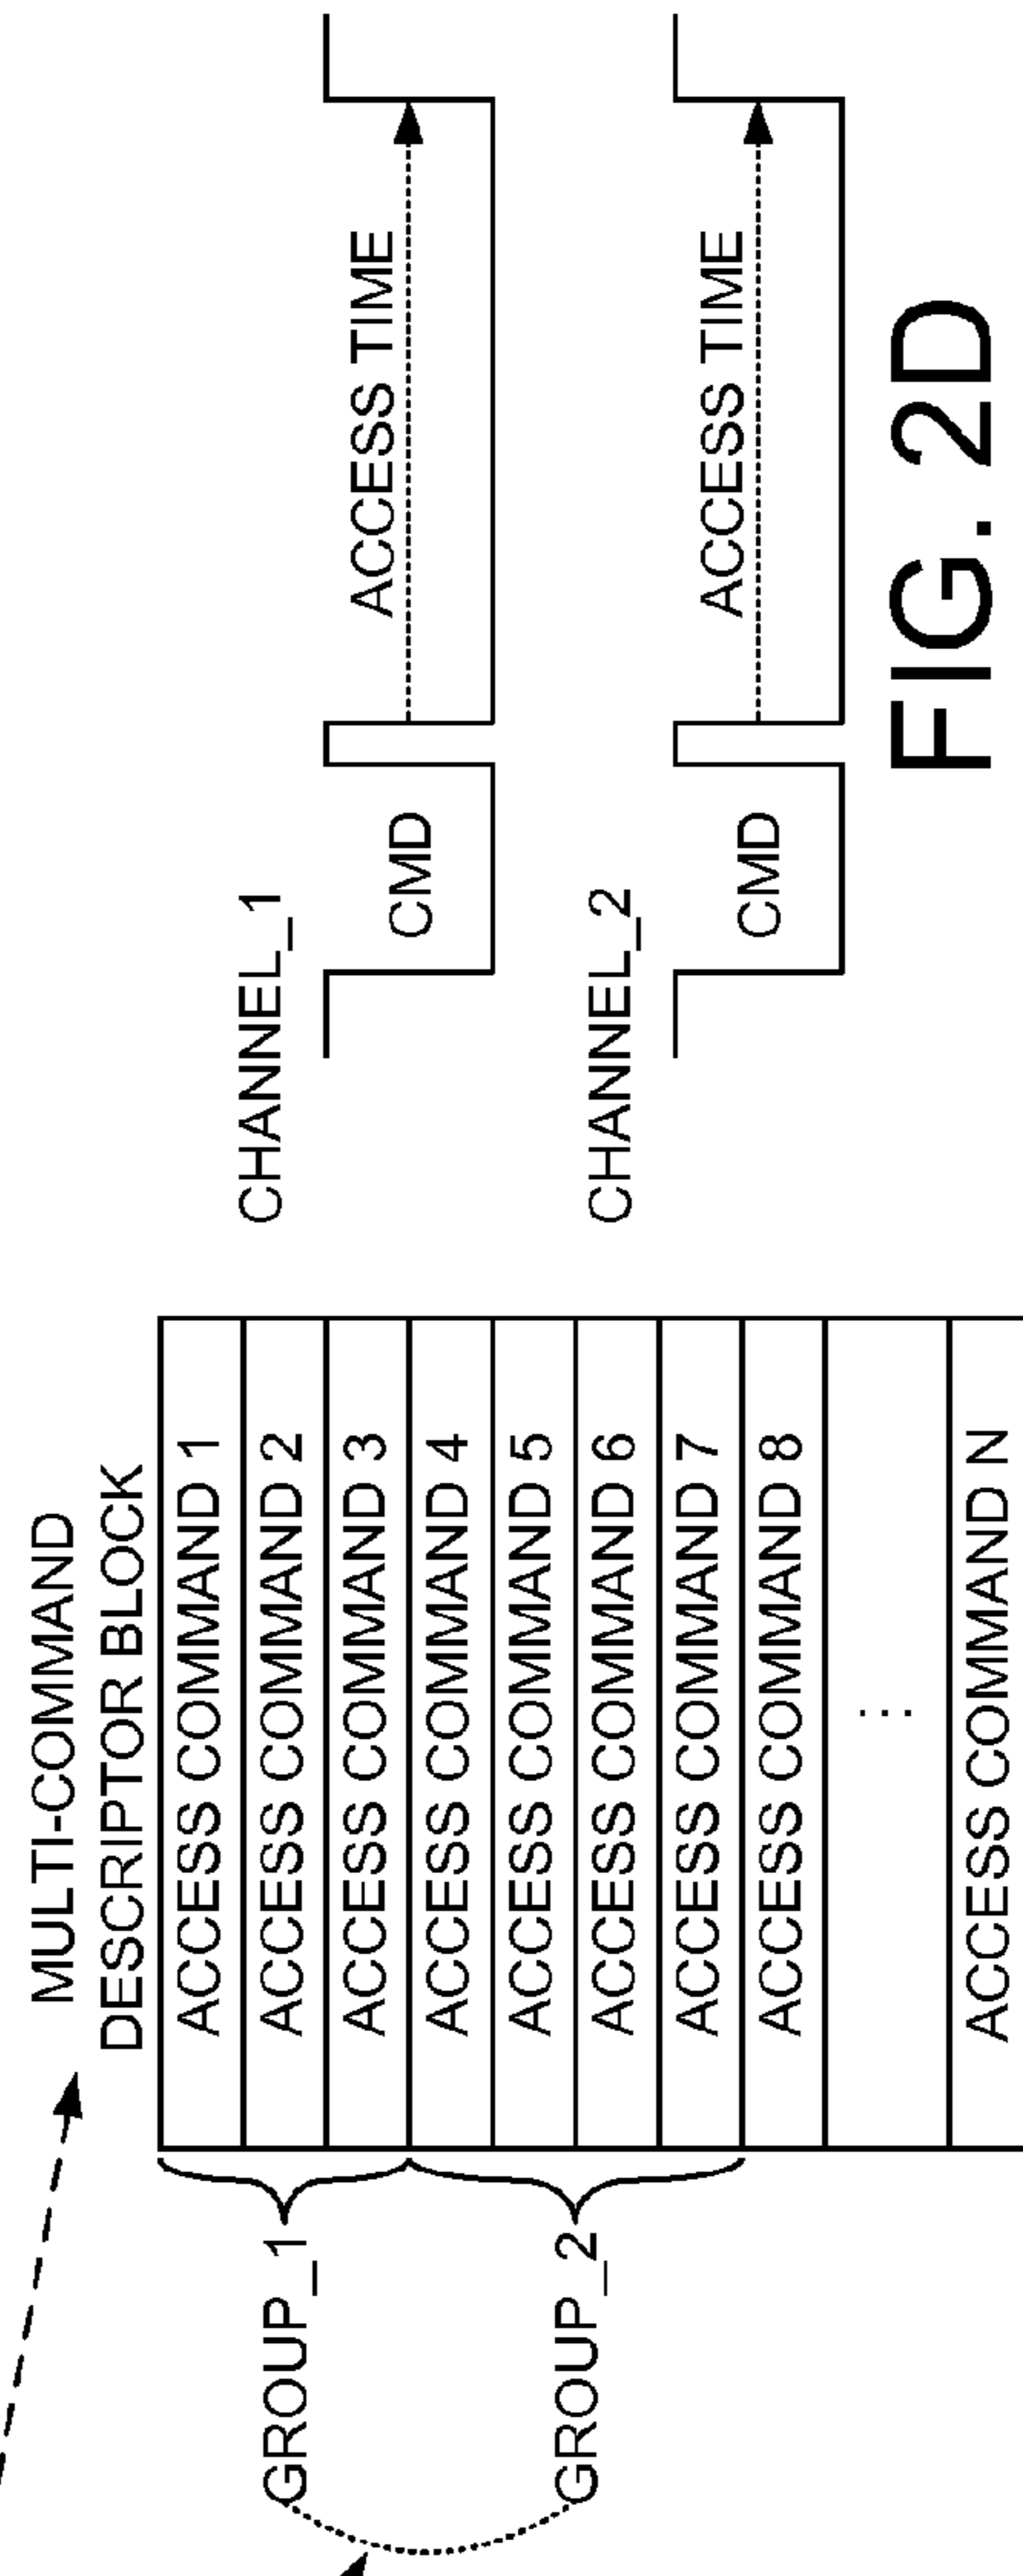 MULTI-COMMAND
DESCRIPTOR BLOCK
GROUP_1
GROUP_2
ACCESS COMMAND 1
ACCESS COMMAND 2
ACCESS COMMAND 3
ACCESS COMMAND 4
ACCESS COMMAND 5
ACCESS COMMAND 6
ACCESS COMMAND 7
ACCESS COMMAND 8
⋮
ACCESS COMMAND N
CHANNEL_1
CMD
ACCESS TIME
CHANNEL_2
CMD
ACCESS TIME
FIG. 2D